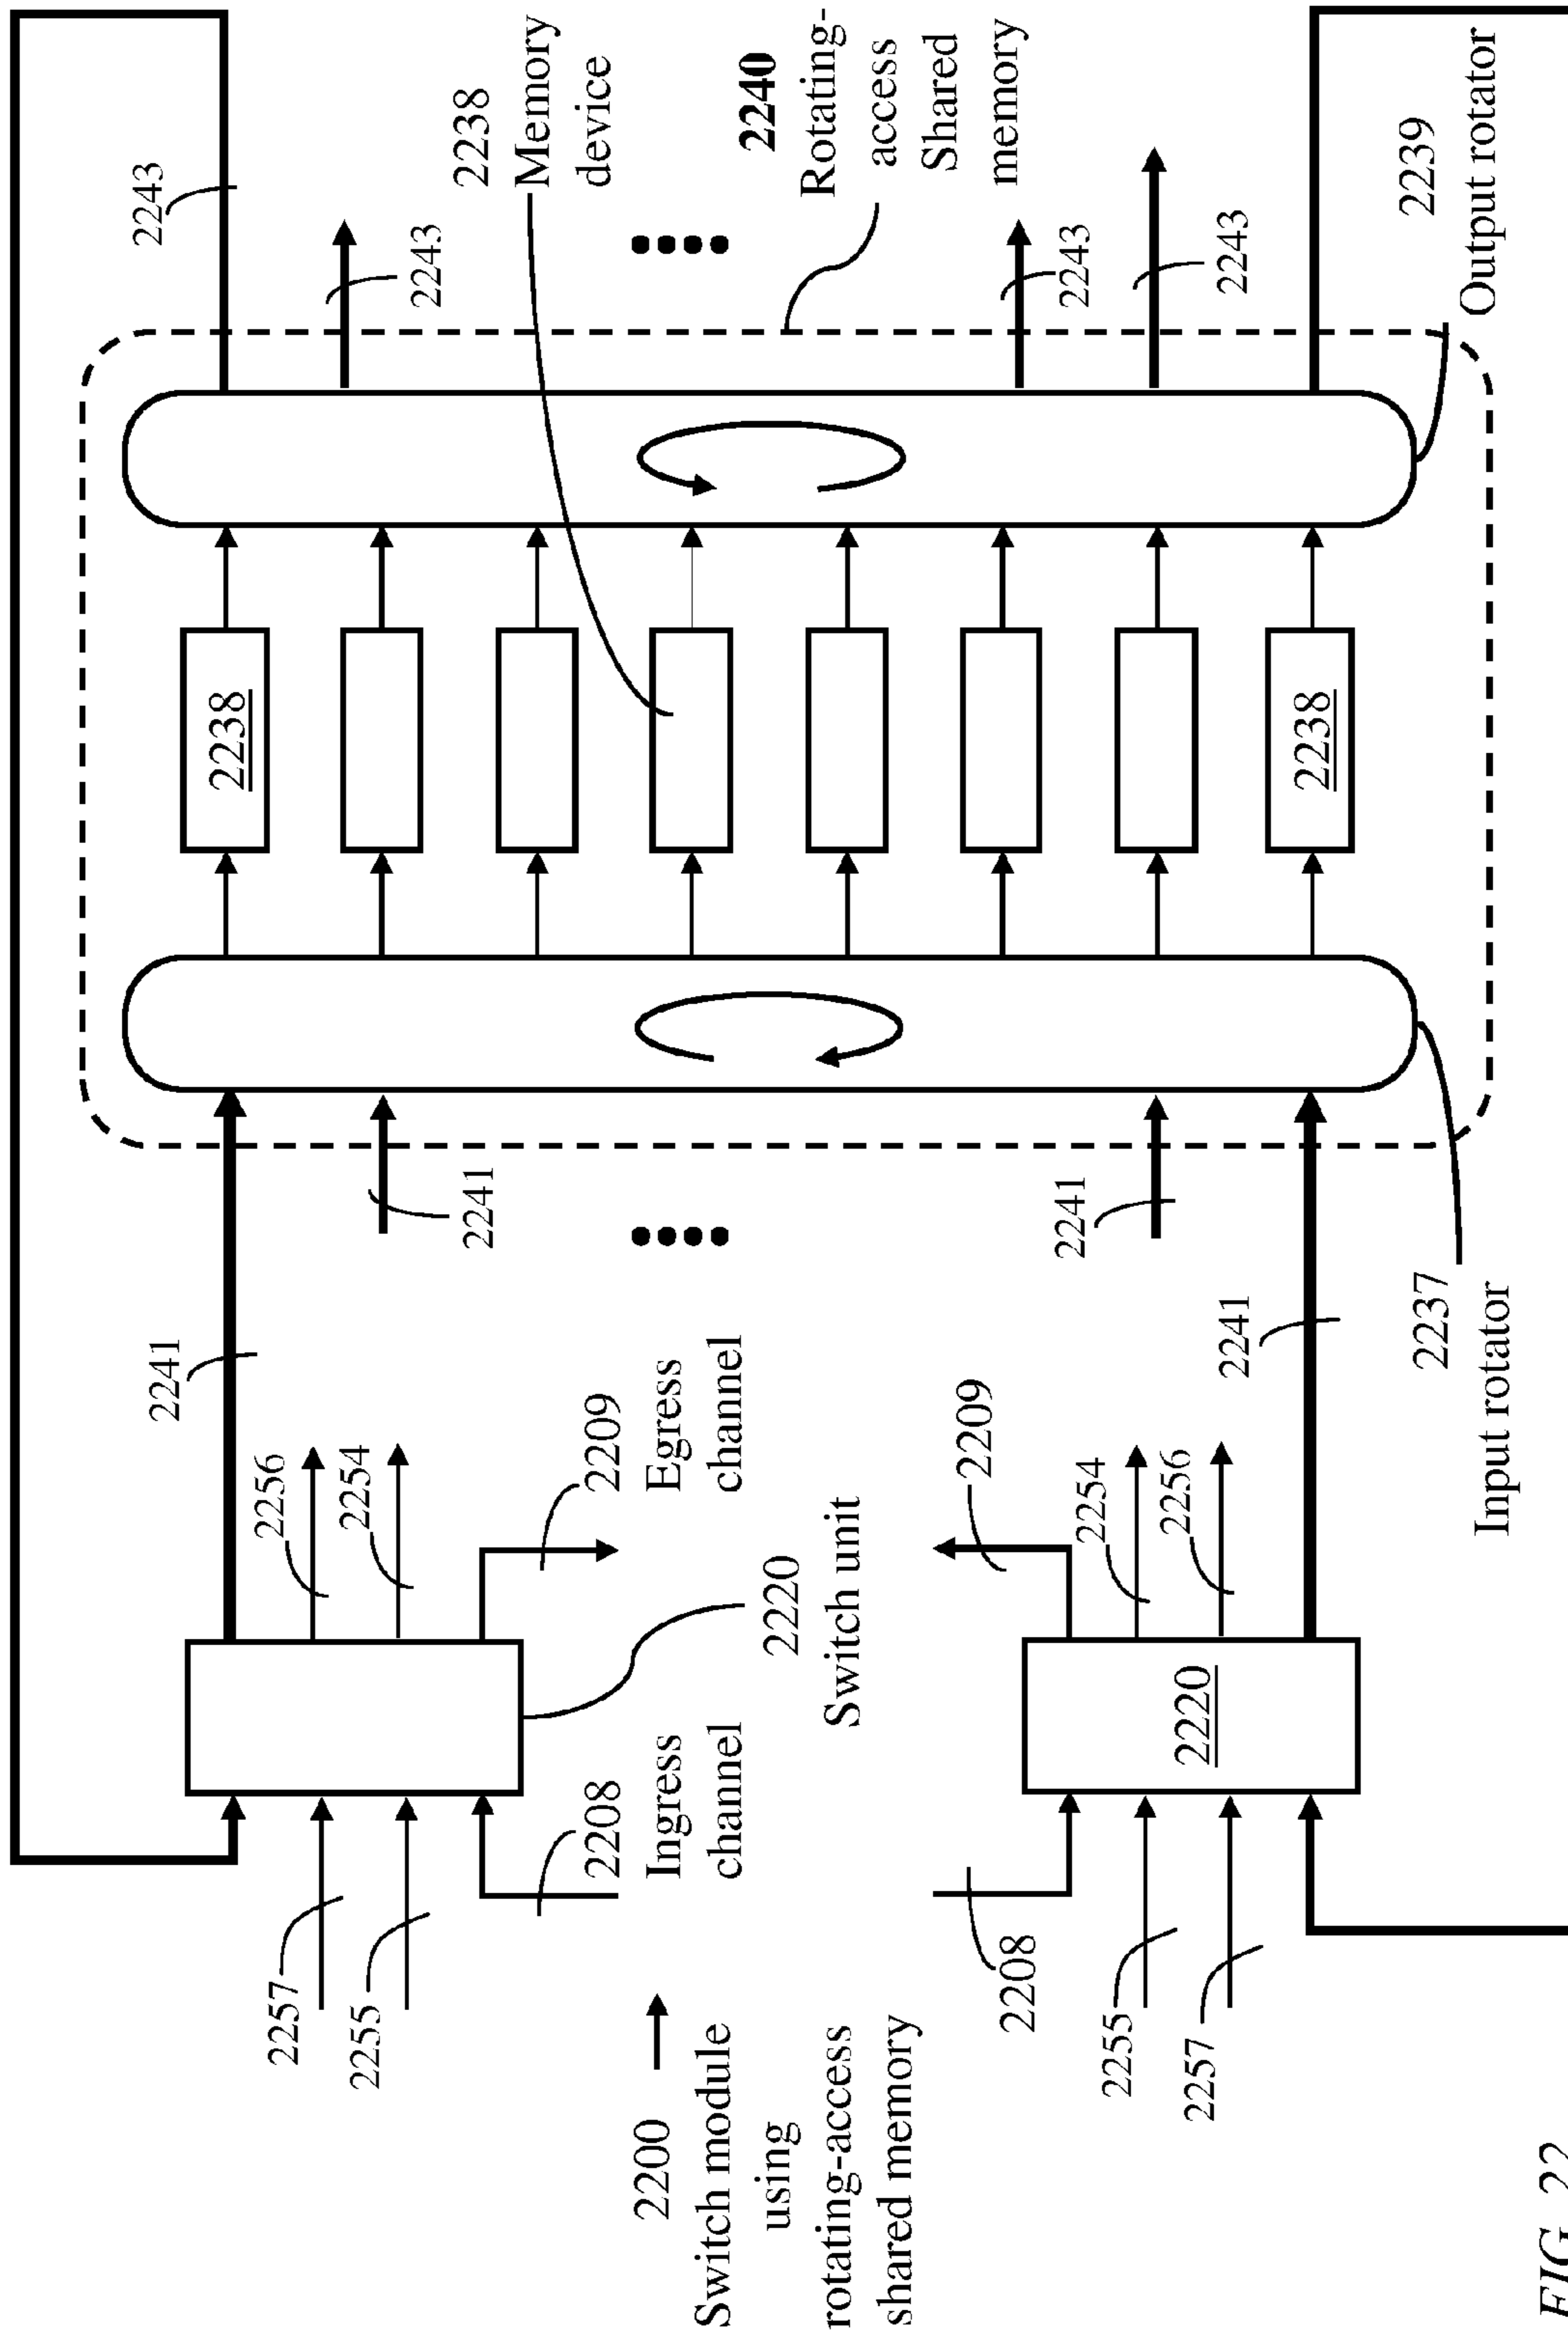 2243
2243
2238
Memory
device
2240
Rotating-
access
Shared
memory
2243
2243
2239
Output rotator
2238
2238
2241
2241
2241
2241
2237
Input rotator
2256
2254
2209
Egress
channel
2220
Switch unit
2209
2254
2256
2220
2208
Ingress
channel
2257
2255
2208
2255
2257
2200
Switch module
using
rotating-access
shared memory
FIG. 22